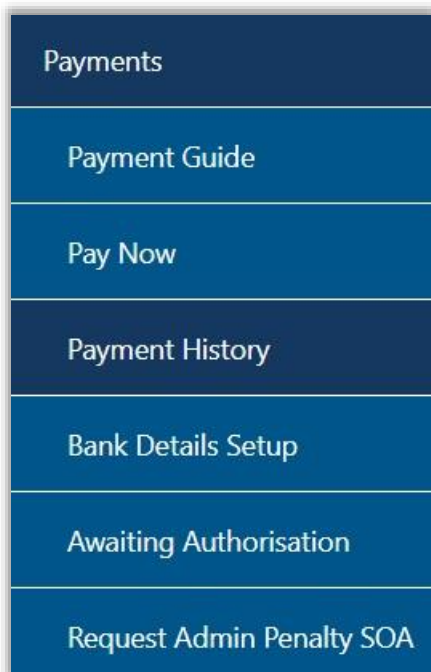 Payments
Payment Guide
Pay Now
Payment History
Bank Details Setup
Awaiting Authorisation
Request Admin Penalty SOA